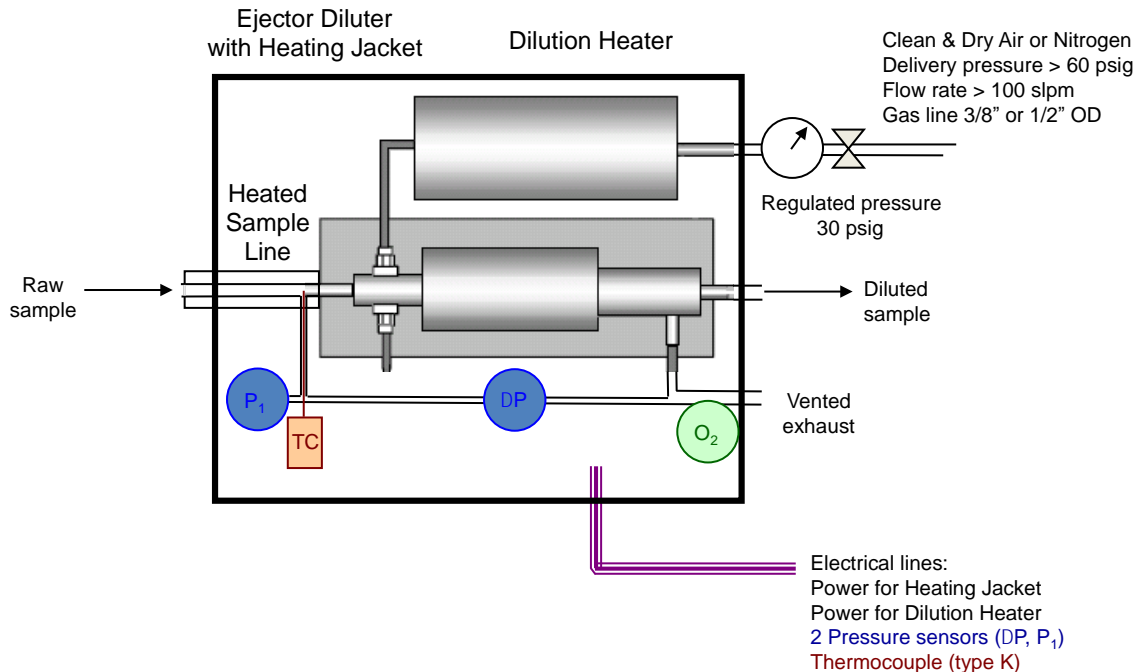 Ejector Diluter
with Heating Jacket
Dilution Heater
Clean & Dry Air or Nitrogen
Delivery pressure > 60 psig
Flow rate > 100 slpm
Gas line 3/8” or 1/2” OD
Regulated pressure
30 psig
Heated
Sample
Line
Raw
sample
Diluted
sample
P₁
DP
TC
O₂
Vented
exhaust
Electrical lines:
Power for Heating Jacket
Power for Dilution Heater
2 Pressure sensors (DP, P₁)
Thermocouple (type K)